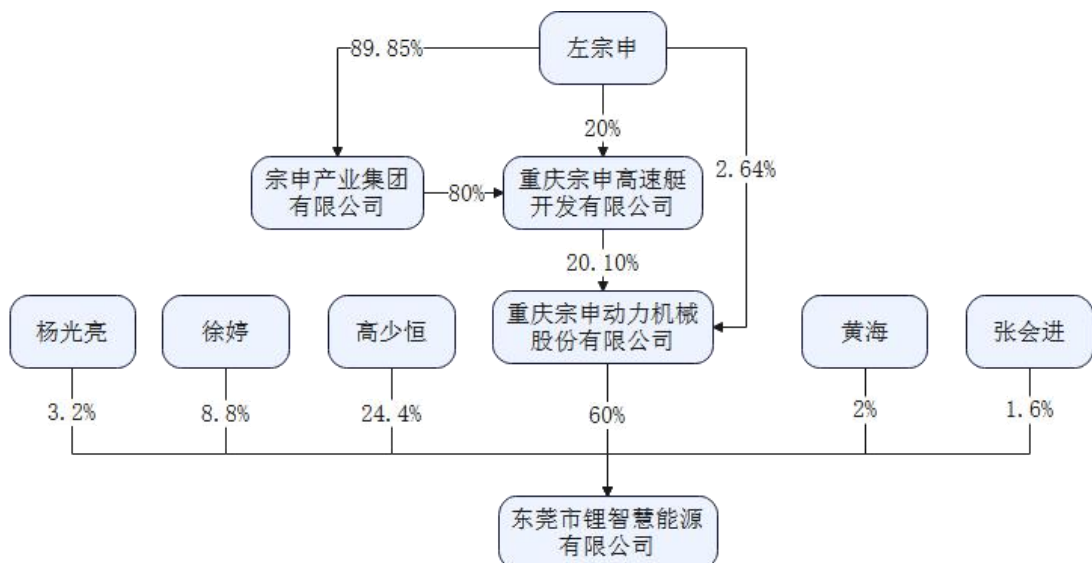 左宗申
89.85%
20%
2.64%
宗申产业集团
有限公司
80%
重庆宗申高速艇
开发有限公司
20.10%
杨光亮
徐婷
高少恒
重庆宗申动力机械
股份有限公司
黄海
张会进
3.2%
8.8%
24.4%
60%
2%
1.6%
东莞市锂智慧能源
有限公司